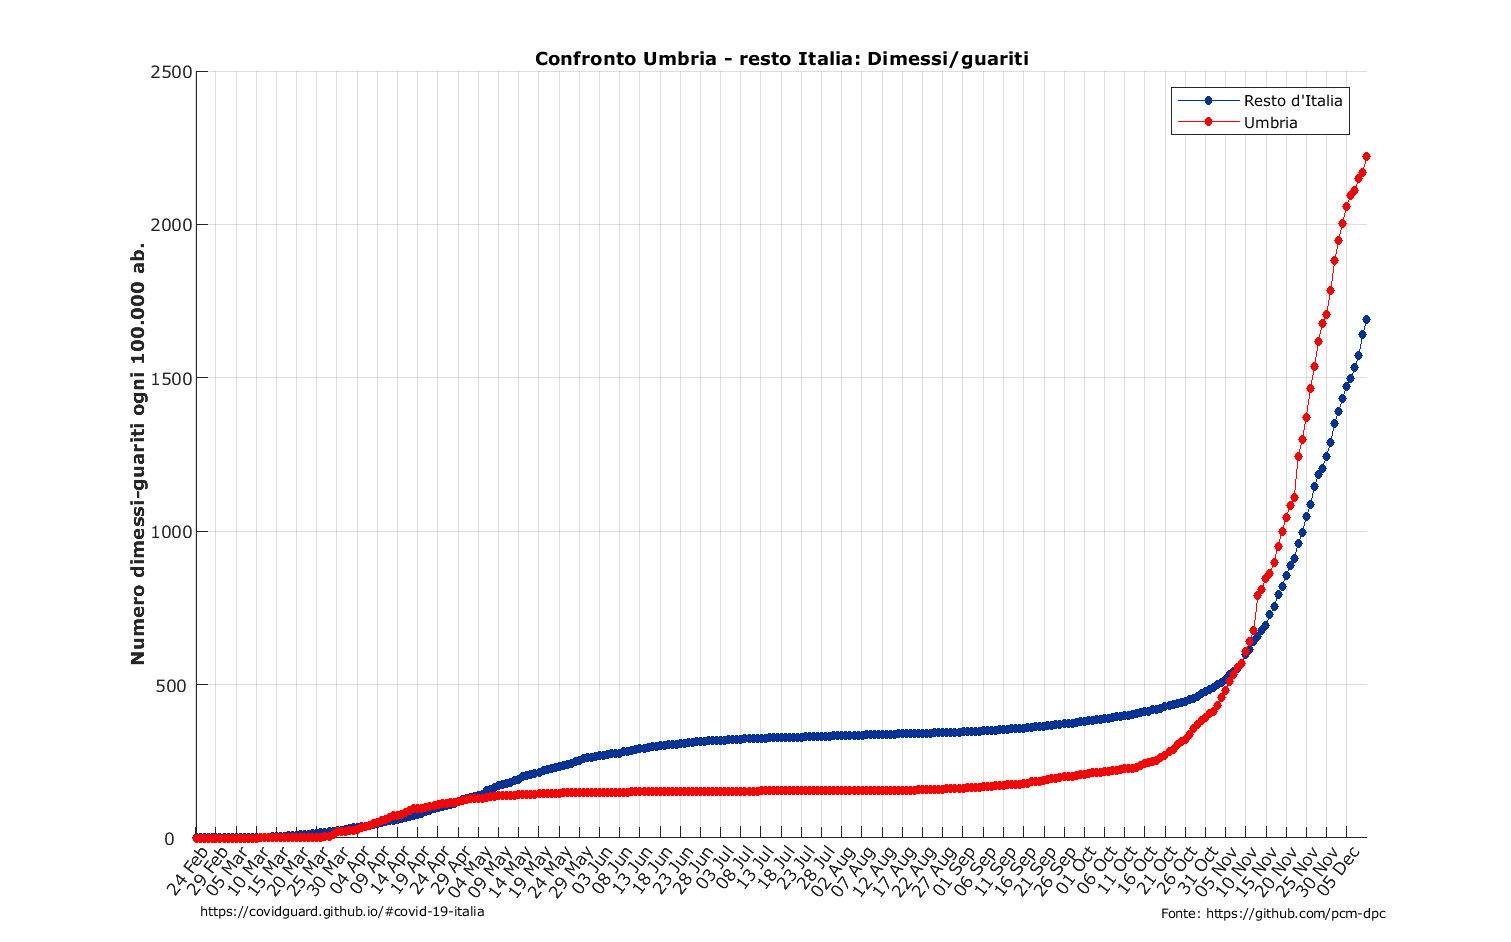 Confronto Umbria - resto Italia: Dimessi/guariti
Resto d'Italia
Umbria
Numero dimessi-guariti ogni 100.000 ab.
2500
2000
1500
1000
500
0
24 Feb
29 Feb
05 Mar
10 Mar
15 Mar
20 Mar
25 Mar
30 Mar
04 Apr
09 Apr
14 Apr
19 Apr
24 Apr
29 Apr
04 May
09 May
14 May
19 May
24 May
29 May
03 Jun
08 Jun
13 Jun
18 Jun
23 Jun
28 Jun
03 Jul
08 Jul
13 Jul
18 Jul
23 Jul
28 Jul
02 Aug
07 Aug
12 Aug
17 Aug
22 Aug
27 Aug
01 Sep
06 Sep
11 Sep
16 Sep
21 Sep
26 Sep
01 Oct
06 Oct
11 Oct
16 Oct
21 Oct
26 Oct
31 Oct
05 Nov
10 Nov
15 Nov
20 Nov
25 Nov
30 Nov
05 Dec
https://covidguard.github.io/#covid-19-italia
Fonte: https://github.com/pcm-dpc